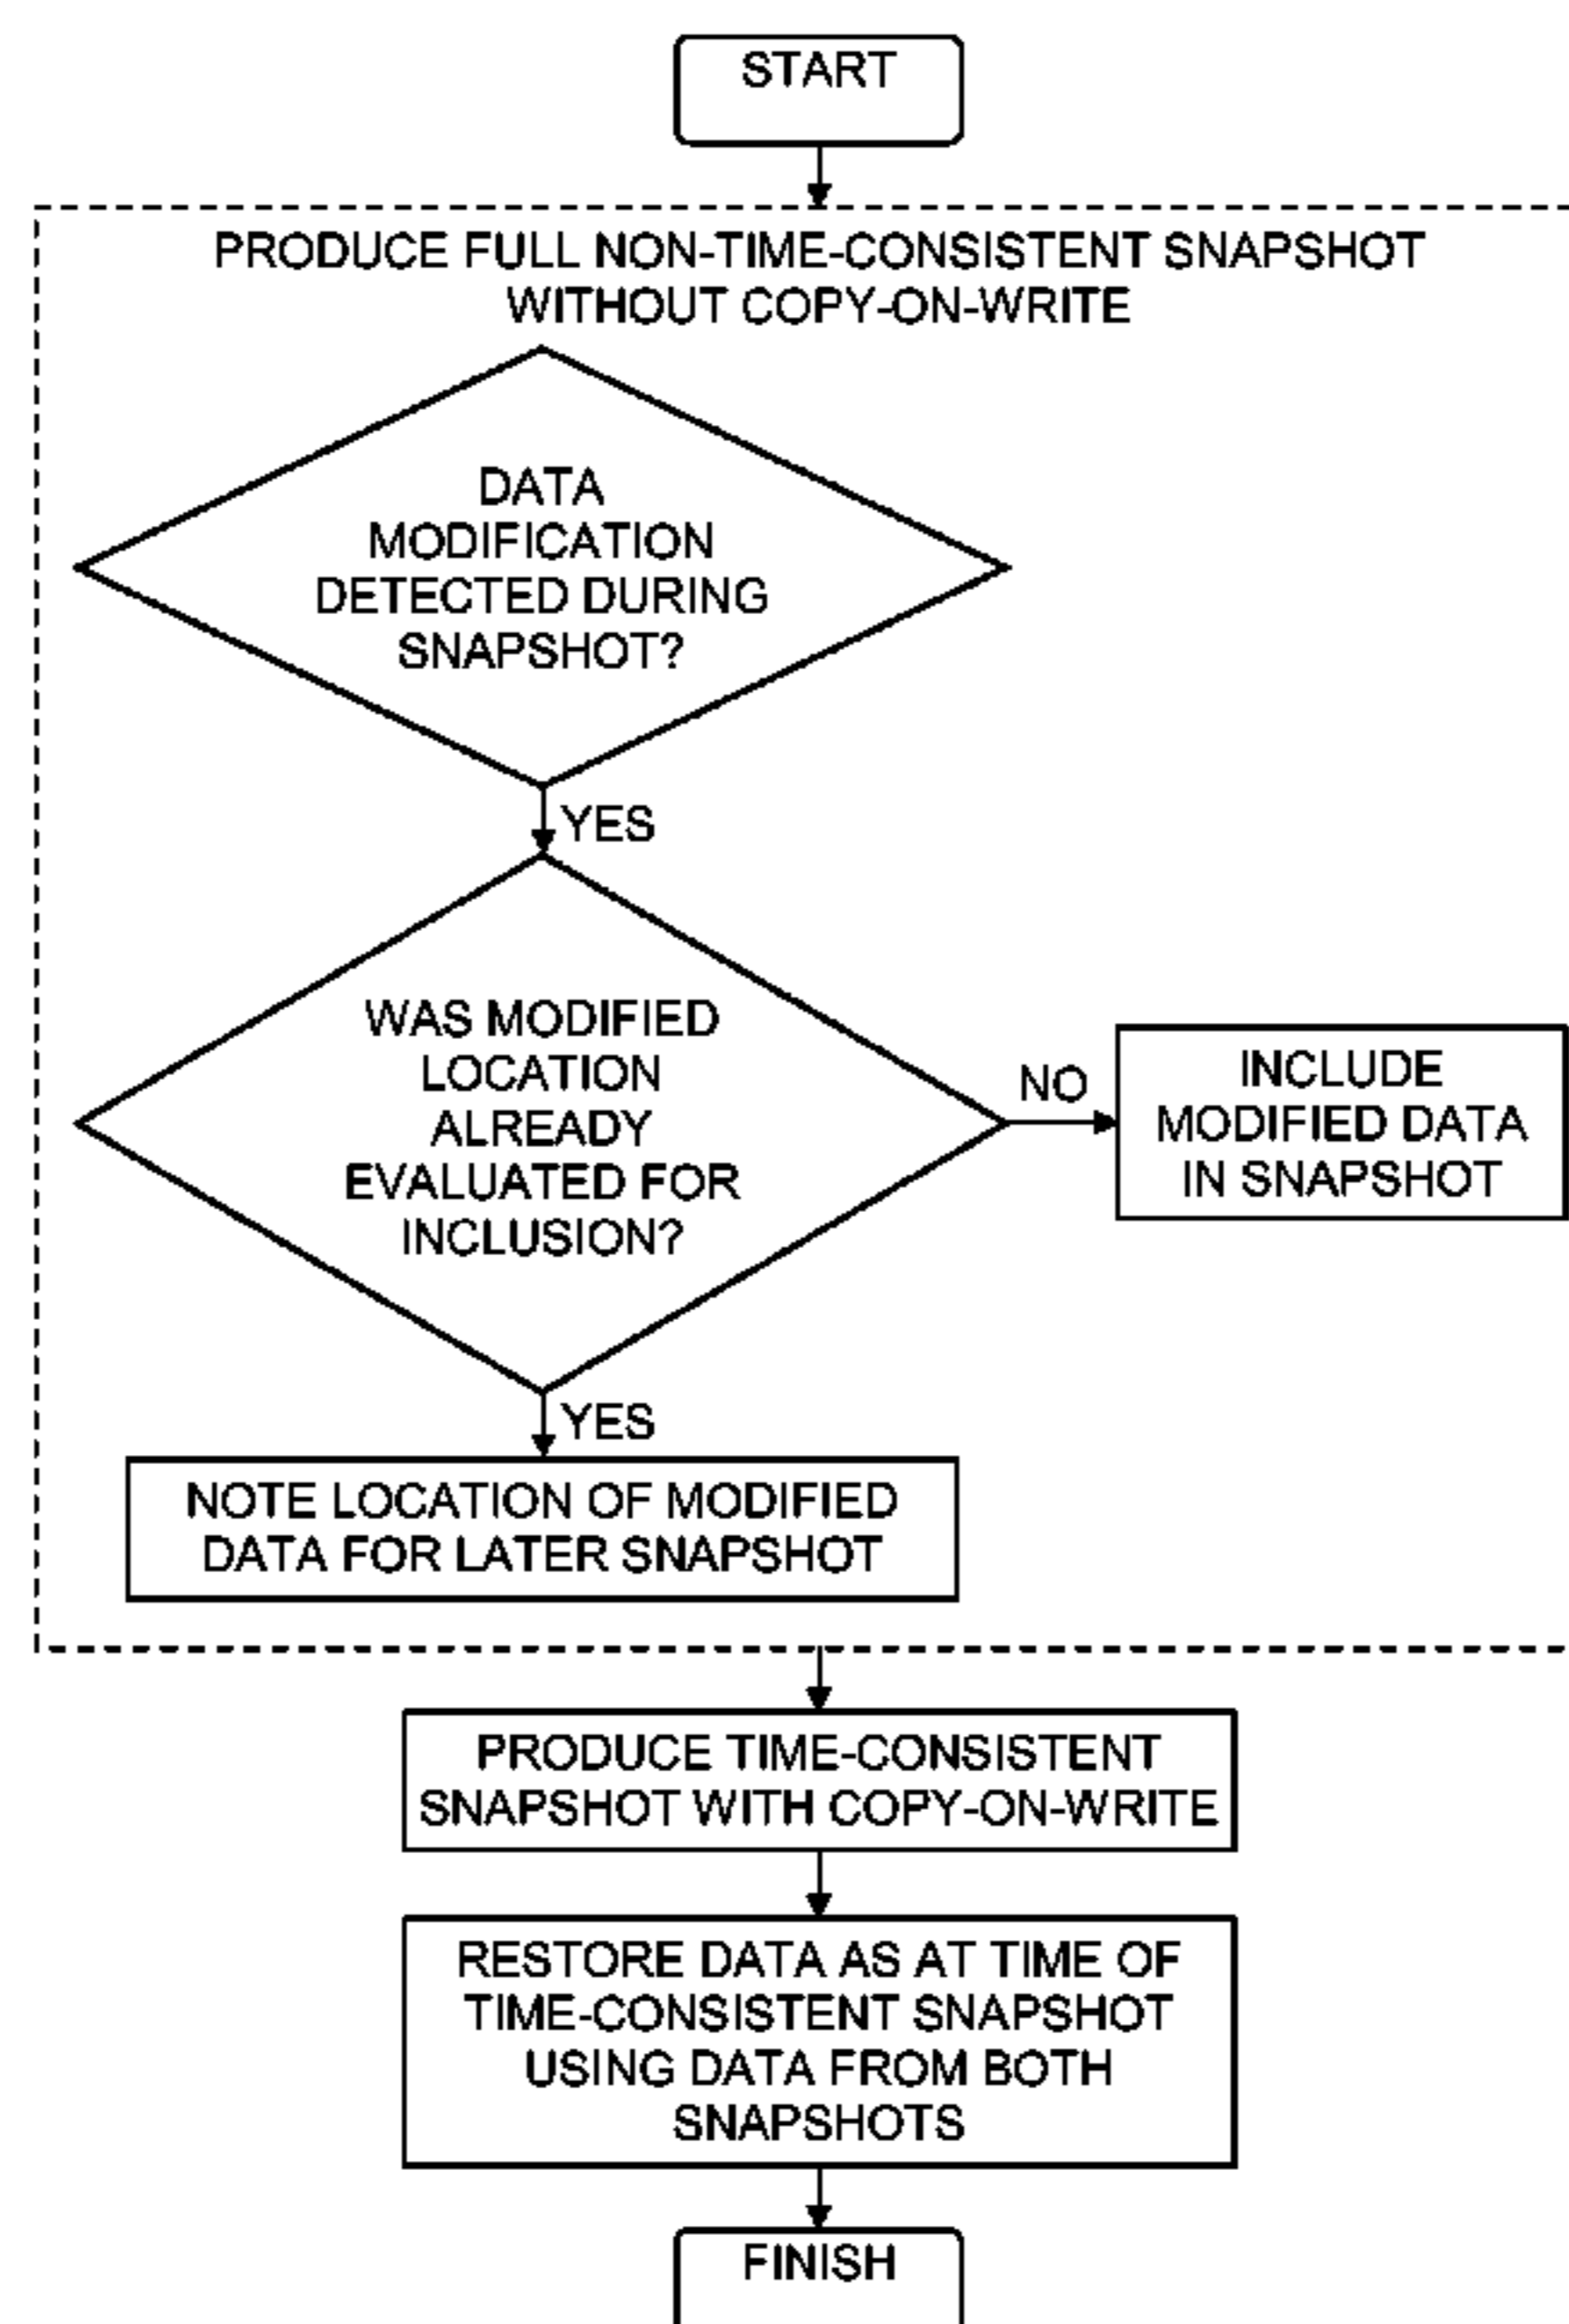 START
PRODUCE FULL NON-TIME-CONSISTENT SNAPSHOT
WITHOUT COPY-ON-WRITE
DATA
MODIFICATION
DETECTED DURING
SNAPSHOT?
YES
WAS MODIFIED
LOCATION
ALREADY
EVALUATED FOR
INCLUSION?
NO
INCLUDE
MODIFIED DATA
IN SNAPSHOT
YES
NOTE LOCATION OF MODIFIED
DATA FOR LATER SNAPSHOT
PRODUCE TIME-CONSISTENT
SNAPSHOT WITH COPY-ON-WRITE
RESTORE DATA AS AT TIME OF
TIME-CONSISTENT SNAPSHOT
USING DATA FROM BOTH
SNAPSHOTS
FINISH